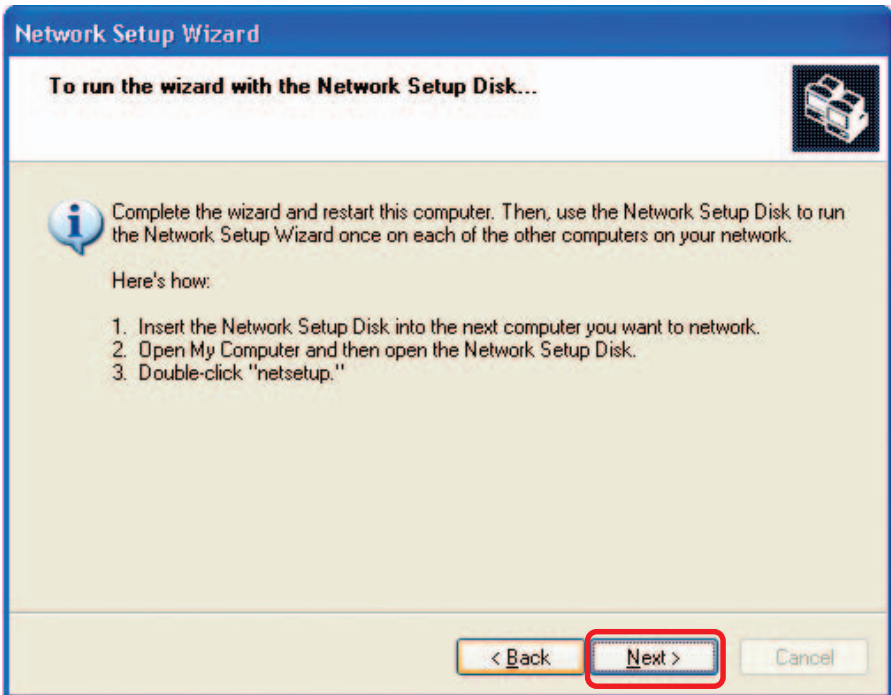 Network Setup Wizard
To run the wizard with the Network Setup Disk...
Complete the wizard and restart this computer. Then, use the Network Setup Disk to run
the Network Setup Wizard once on each of the other computers on your network.
Here's how:
1. Insert the Network Setup Disk into the next computer you want to network.
2. Open My Computer and then open the Network Setup Disk.
3. Double-click "netsetup."
< Back
Next >
Cancel